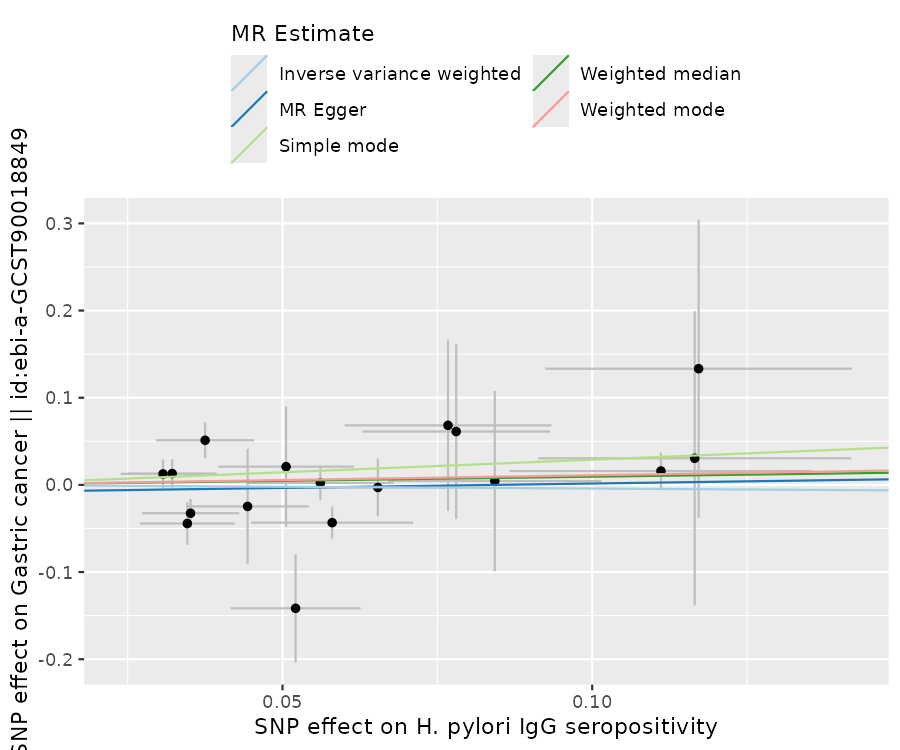 MR Estimate
Inverse variance weighted
MR Egger
Simple mode
Weighted median
Weighted mode
SNP effect on Gastric cancer || id:ebi-a-GCST90018849
0.3
0.2
0.1
0.0
-0.1
-0.2
0.05
0.10
SNP effect on H. pylori IgG seropositivity